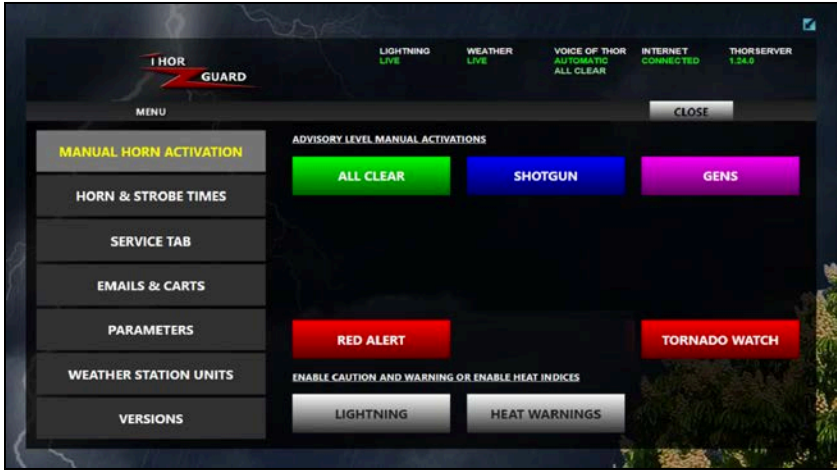 THOR
GUARD
LIGHTNING
LIVE
WEATHER
LIVE
VOICE OF THOR
AUTOMATIC
ALL CLEAR
INTERNET
CONNECTED
THORSERVER
1.24.0
MENU
CLOSE
MANUAL HORN ACTIVATION
HORN & STROBE TIMES
SERVICE TAB
EMAILS & CARTS
PARAMETERS
WEATHER STATION UNITS
VERSIONS
ADVISORY LEVEL MANUAL ACTIVATIONS
ALL CLEAR
SHOTGUN
GENS
RED ALERT
TORNADO WATCH
ENABLE CAUTION AND WARNING OR ENABLE HEAT INDICES
LIGHTNING
HEAT WARNINGS